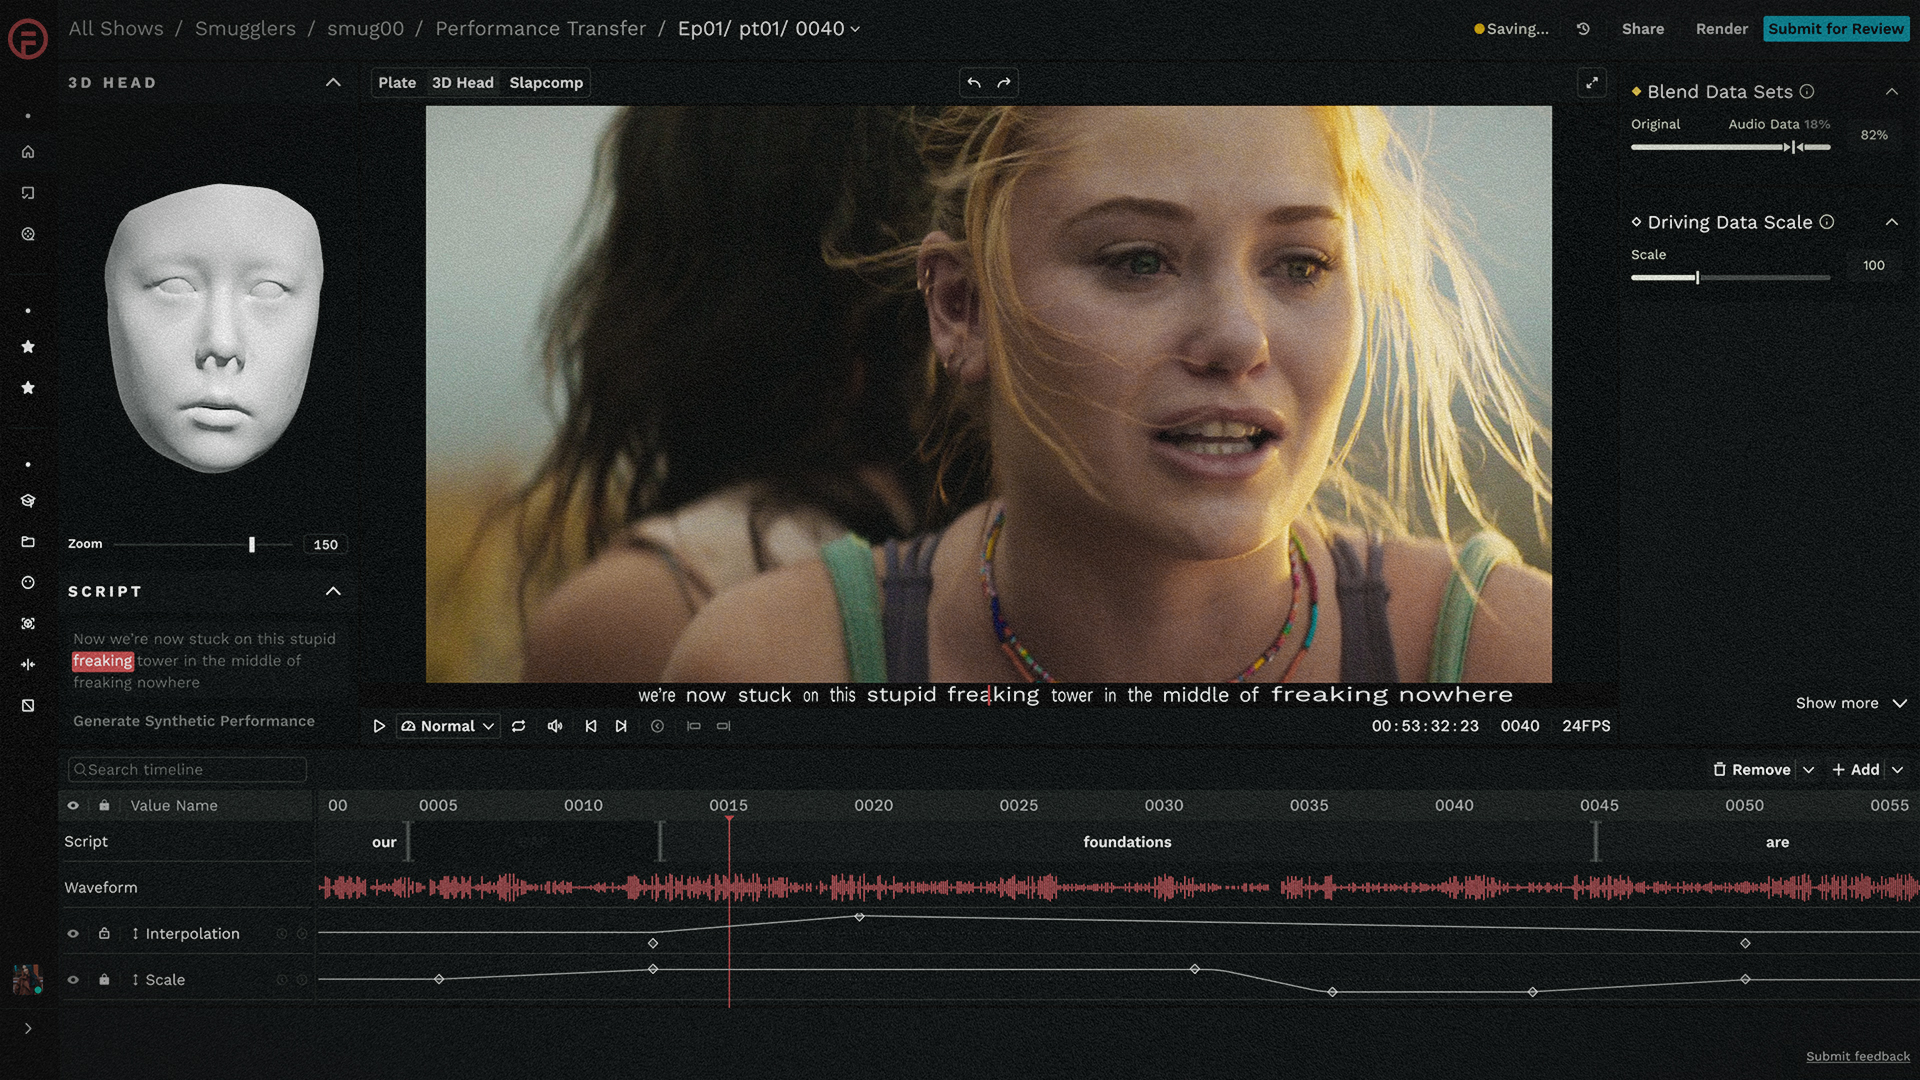 All Shows / Smugglers / smug00 / Performance Transfer / Ep01/ pt01/ 0040
Saving...
Share
Render
Submit for Review
3D HEAD
Plate 3D Head Slapcomp
Blend Data Sets
Original Audio Data 18%
82%
Driving Data Scale
Scale
100
Zoom 150
SCRIPT
Now we're now stuck on this stupid
freaking tower in the middle of
freaking nowhere
Generate Synthetic Performance
we're now stuck on this stupid freaking tower in the middle of freaking nowhere
Show more
Normal
00:53:32:23 0040 24FPS
Search timeline
Remove
+ Add
Value Name
00 0005 0010 0015 0020 0025 0030 0035 0040 0045 0050 0055
Script
our foundations are
Waveform
Interpolation
Scale
Submit feedback